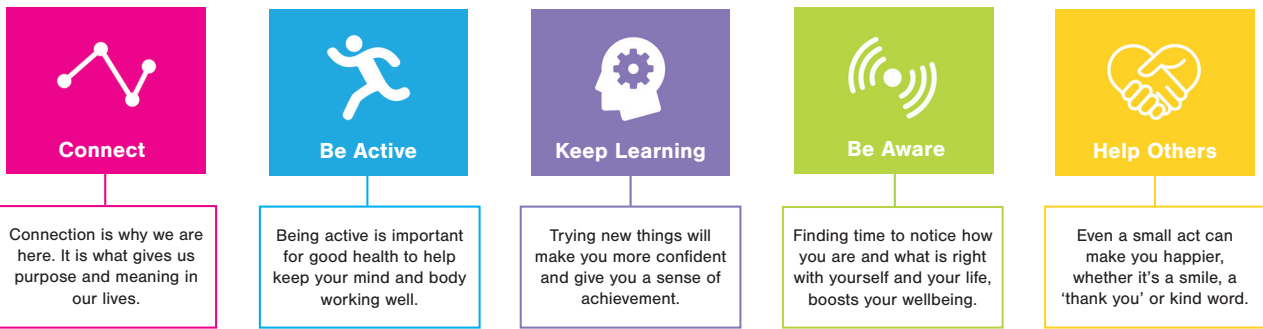 Connect
Connection is why we are
here. It is what gives us
purpose and meaning in
our lives.
Be Active
Being active is important
for good health to help
keep your mind and body
working well.
Keep Learning
Trying new things will
make you more confident
and give you a sense of
achievement.
Be Aware
Finding time to notice how
you are and what is right
with yourself and your life,
boosts your wellbeing.
Help Others
Even a small act can
make you happier,
whether it’s a smile, a
‘thank you’ or kind word.